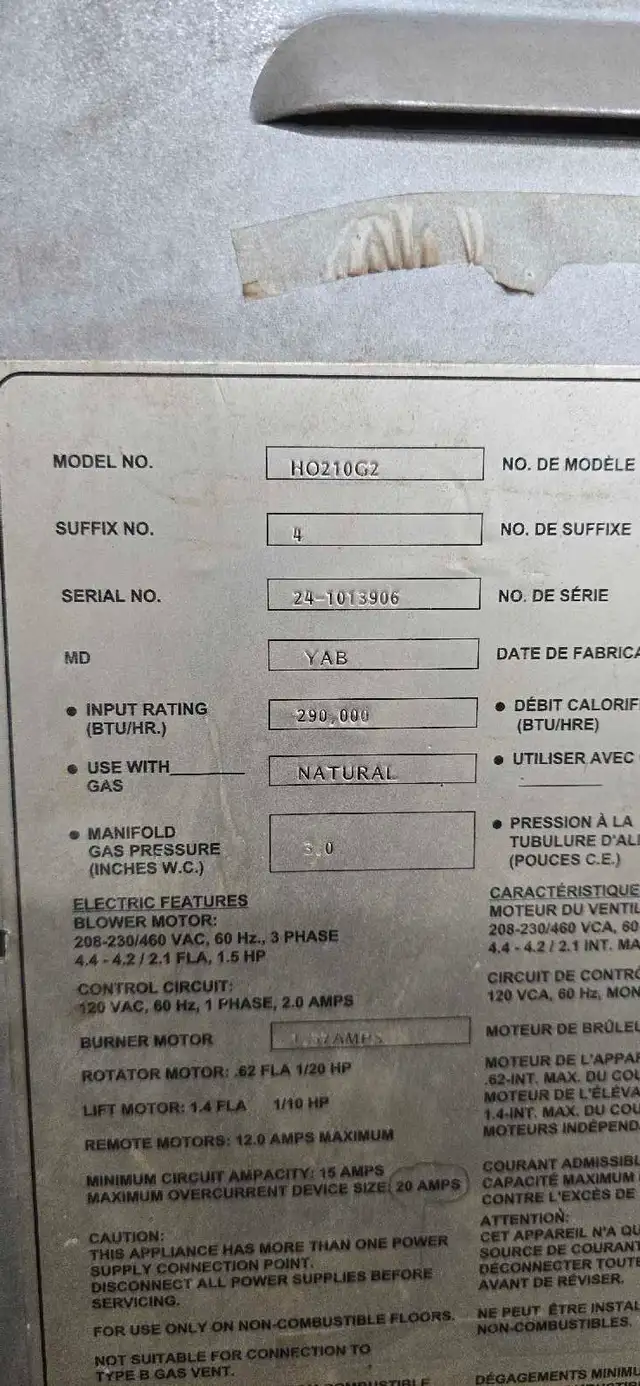 MODEL NO. HO210G2 NO. DE MODÈLE
SUFFIX NO. 4 NO. DE SUFFIXE
SERIAL NO. 24-1013906 NO. DE SÉRIE
MD YAB DATE DE FABRICA
• INPUT RATING 290,000 • DÉBIT CALORIF
(BTU/HR.) (BTU/HRE)
• USE WITH______ NATURAL • UTILISER AVEC
GAS
• MANIFOLD • PRESSION À LA
GAS PRESSURE .0 TUBULURE D'ALI
(INCHES W.C.) (POUCES C.E.)
ELECTRIC FEATURES CARACTÉRISTIQUE
BLOWER MOTOR: MOTEUR DU VENTIL
208-230/460 VAC, 60 Hz., 3 PHASE 208-230/460 VCA, 60
4.4 - 4.2 / 2.1 FLA, 1.5 HP 4.4 - 4.2 / 2.1 INT. MA
CONTROL CIRCUIT: CIRCUIT DE CONTRÔ
120 VAC, 60 Hz, 1 PHASE, 2.0 AMPS 120 VCA, 60 Hz, MON
BURNER MOTOR AMPS MOTEUR DE BRÛLEU
ROTATOR MOTOR: .62 FLA 1/20 HP MOTEUR DE L'APPAR
.62-INT. MAX. DU COU
LIFT MOTOR: 1.4 FLA 1/10 HP MOTEUR DE L'ÉLÉVA
1.4-INT. MAX. DU COU
REMOTE MOTORS: 12.0 AMPS MAXIMUM MOTEURS INDÉPEND
MINIMUM CIRCUIT AMPACITY: 15 AMPS COURANT ADMISSIBL
MAXIMUM OVERCURRENT DEVICE SIZE: 20 AMPS CAPACITÉ MAXIMUM
CONTRE L'EXCÉS DE
CAUTION: ATTENTION:
THIS APPLIANCE HAS MORE THAN ONE POWER CET APPAREIL N'A QU
SUPPLY CONNECTION POINT. SOURCE DE COURANT
DISCONNECT ALL POWER SUPPLIES BEFORE DÉCONNECTER TOUTE
SERVICING. AVANT DE RÉVISER.
FOR USE ONLY ON NON-COMBUSTIBLE FLOORS. NE PEUT ÊTRE INSTAL
NON-COMBUSTIBLES.
NOT SUITABLE FOR CONNECTION TO
TYPE B GAS VENT. DÉGAGEMENTS MINIMU